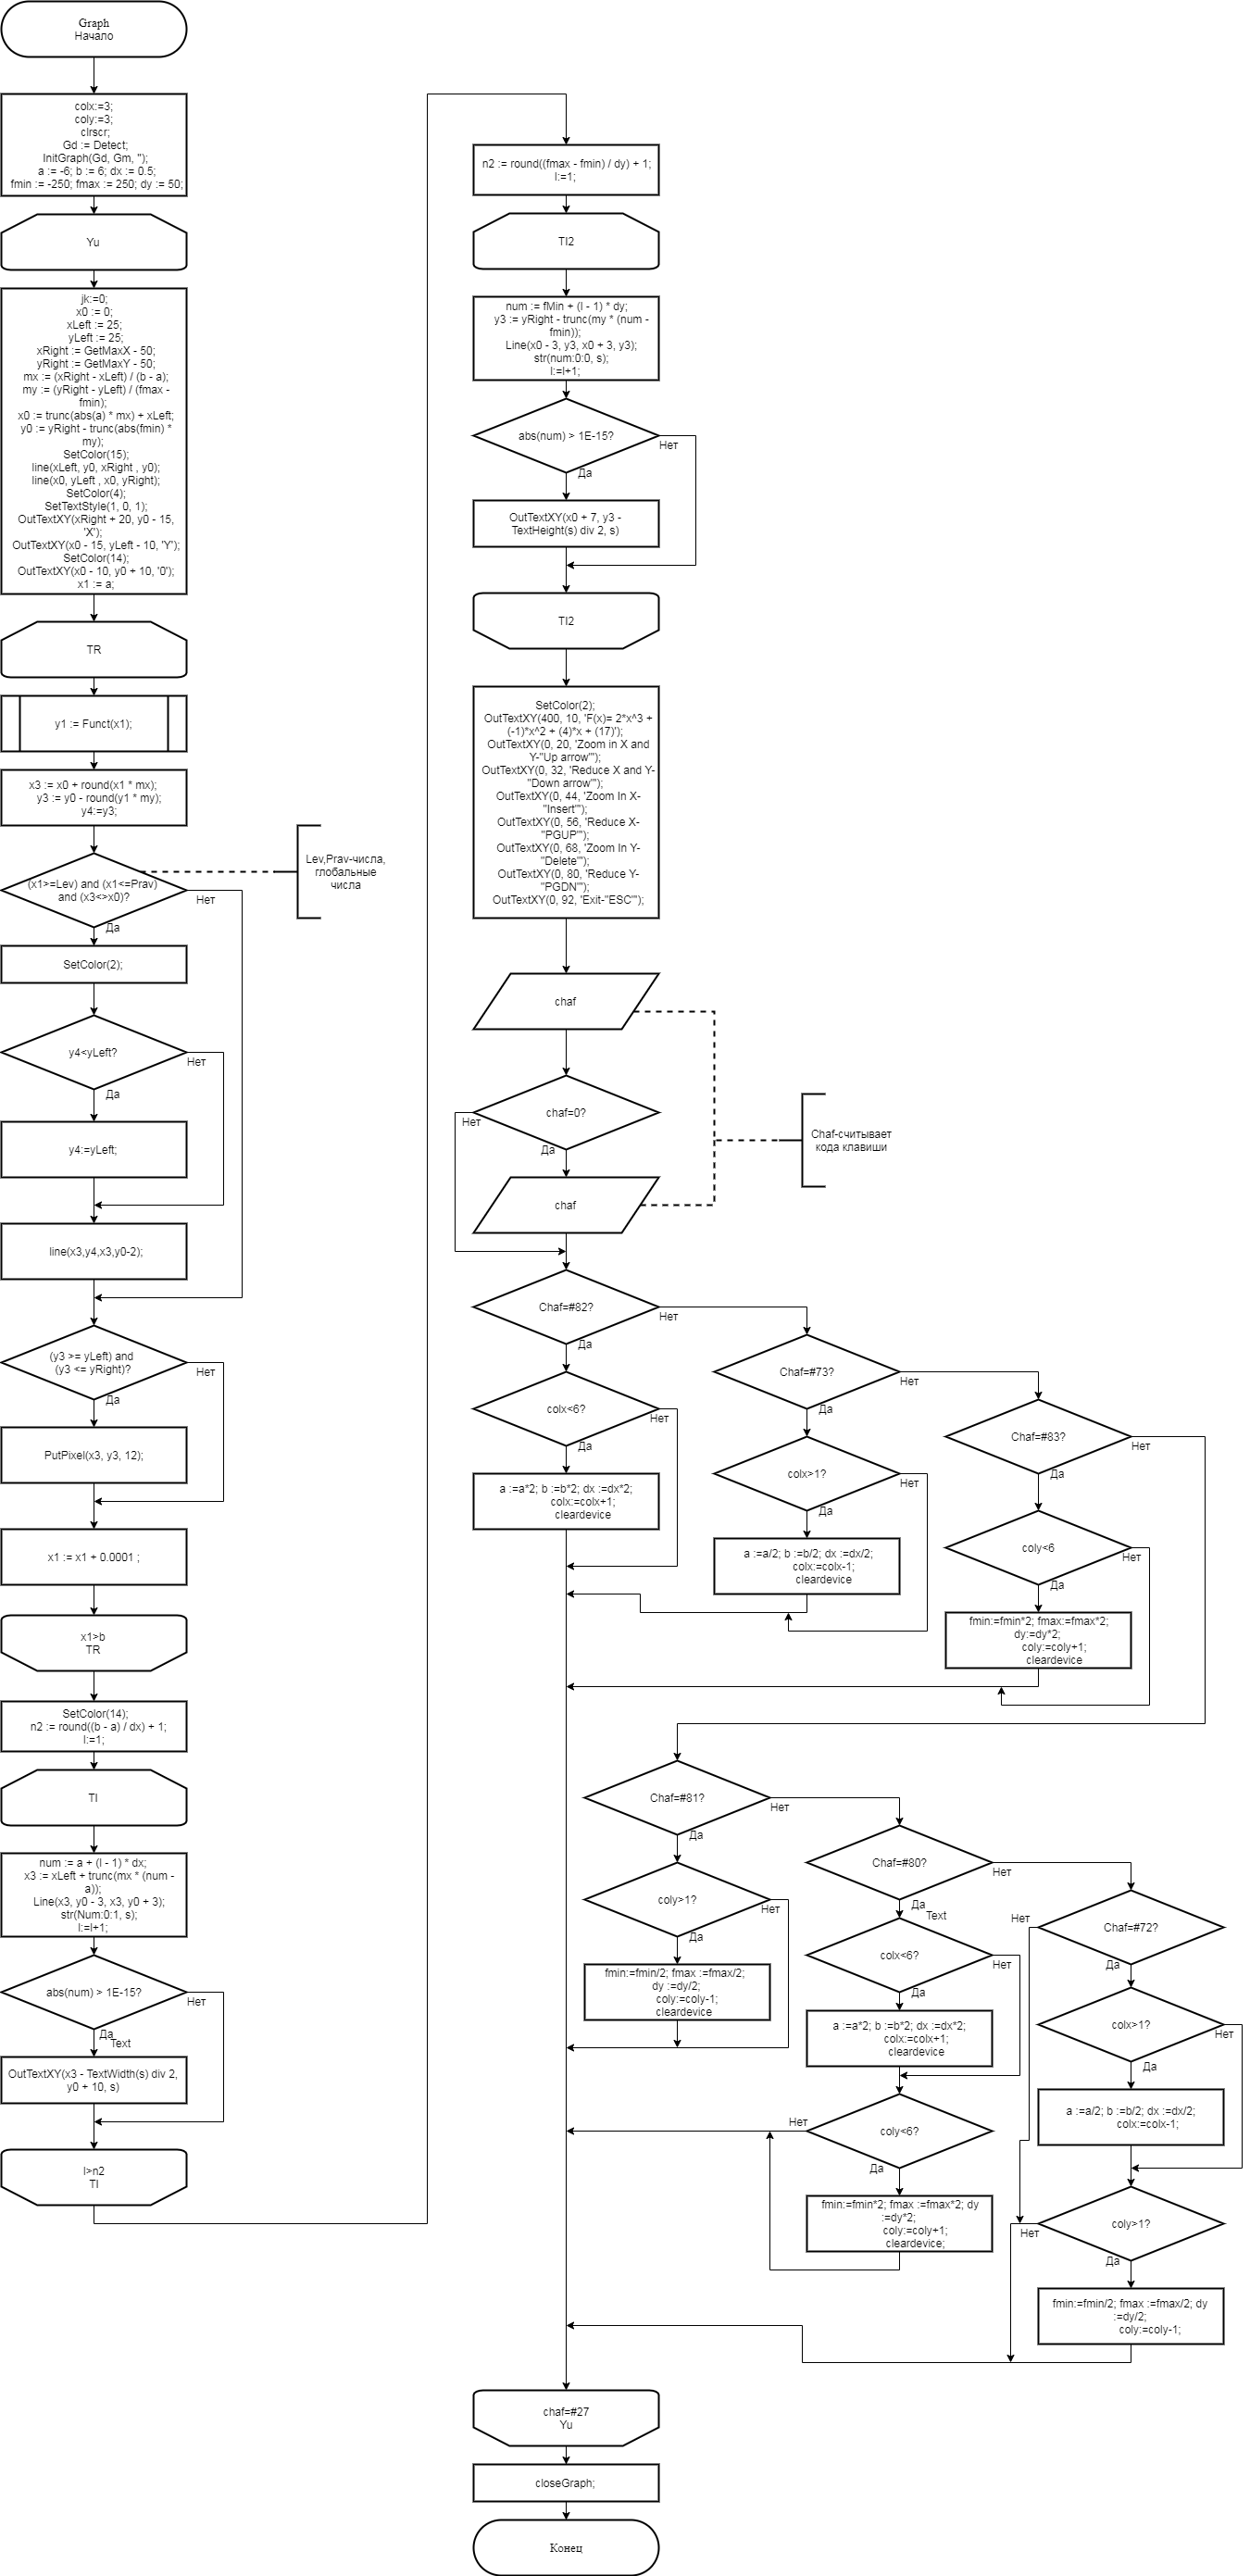 Graph
Начало
colx:=3;
coly:=3;
clrscr;
Gd := Detect;
InitGraph(Gd, Gm, '');
a := -6; b := 6; dx := 0.5;
fmin := -250; fmax := 250; dy := 50;
Yu
jk:=0;
x0 := 0;
xLeft := 25;
yLeft := 25;
xRight := GetMaxX - 50;
yRight := GetMaxY - 50;
mx := (xRight - xLeft) / (b - a);
my := (yRight - yLeft) / (fmax -
fmin);
x0 := trunc(abs(a) * mx) + xLeft;
y0 := yRight - trunc(abs(fmin) *
my);
SetColor(15);
line(xLeft, y0, xRight , y0);
line(x0, yLeft , x0, yRight);
SetColor(4);
SetTextStyle(1, 0, 1);
OutTextXY(xRight + 20, y0 - 15,
'X');
OutTextXY(x0 - 15, yLeft - 10, 'Y');
SetColor(14);
OutTextXY(x0 - 10, y0 + 10, '0');
x1 := a;
TR
y1 := Funct(x1);
x3 := x0 + round(x1 * mx);
y3 := y0 - round(y1 * my);
y4:=y3;
Lev,Prav-числа,
глобальные
числа
(x1>=Lev) and (x1<=Prav)
and (x3<>x0)?
Нет
Да
SetColor(2);
y4<yLeft?
Нет
Да
y4:=yLeft;
line(x3,y4,x3,y0-2);
(y3 >= yLeft) and
(y3 <= yRight)?
Нет
Да
PutPixel(x3, y3, 12);
x1 := x1 + 0.0001 ;
x1>b
TR
SetColor(14);
n2 := round((b - a) / dx) + 1;
I:=1;
TI
num := a + (I - 1) * dx;
x3 := xLeft + trunc(mx * (num -
a));
Line(x3, y0 - 3, x3, y0 + 3);
str(Num:0:1, s);
I:=I+1;
abs(num) > 1E-15?
Нет
Да
Text
OutTextXY(x3 - TextWidth(s) div 2,
y0 + 10, s)
I>n2
TI
n2 := round((fmax - fmin) / dy) + 1;
I:=1;
TI2
num := fMin + (I - 1) * dy;
y3 := yRight - trunc(my * (num -
fmin));
Line(x0 - 3, y3, x0 + 3, y3);
str(num:0:0, s);
I:=I+1;
abs(num) > 1E-15?
Нет
Да
OutTextXY(x0 + 7, y3 -
TextHeight(s) div 2, s)
TI2
SetColor(2);
OutTextXY(400, 10, 'F(x)= 2*x^3 +
(-1)*x^2 + (4)*x + (17)');
OutTextXY(0, 20, 'Zoom in X and
Y-"Up arrow"');
OutTextXY(0, 32, 'Reduce X and Y-
"Down arrow"');
OutTextXY(0, 44, 'Zoom In X-
"Insert"');
OutTextXY(0, 56, 'Reduce X-
"PGUP"');
OutTextXY(0, 68, 'Zoom In Y-
"Delete"');
OutTextXY(0, 80, 'Reduce Y-
"PGDN"');
OutTextXY(0, 92, 'Exit-"ESC"');
chaf
chaf=0?
Нет
Да
Chaf-считывает
кода клавиши
chaf
Chaf=#82?
Нет
Да
colx<6?
Нет
Да
a :=a*2; b :=b*2; dx :=dx*2;
colx:=colx+1;
cleardevice
Chaf=#73?
Нет
Да
colx>1?
Нет
Да
a :=a/2; b :=b/2; dx :=dx/2;
colx:=colx-1;
cleardevice
Chaf=#83?
Нет
Да
coly<6
Нет
Да
fmin:=fmin*2; fmax:=fmax*2;
dy:=dy*2;
coly:=coly+1;
cleardevice
Chaf=#81?
Нет
Да
coly>1?
Нет
Да
fmin:=fmin/2; fmax :=fmax/2;
dy :=dy/2;
coly:=coly-1;
cleardevice
Chaf=#80?
Нет
Да
Text
colx<6?
Нет
Да
a :=a*2; b :=b*2; dx :=dx*2;
colx:=colx+1;
cleardevice
coly<6?
Нет
Да
fmin:=fmin*2; fmax :=fmax*2; dy
:=dy*2;
coly:=coly+1;
cleardevice;
Chaf=#72?
Нет
Да
colx>1?
Нет
Да
a :=a/2; b :=b/2; dx :=dx/2;
colx:=colx-1;
coly>1?
Нет
Да
fmin:=fmin/2; fmax :=fmax/2; dy
:=dy/2;
coly:=coly-1;
chaf=#27
Yu
closeGraph;
Конец